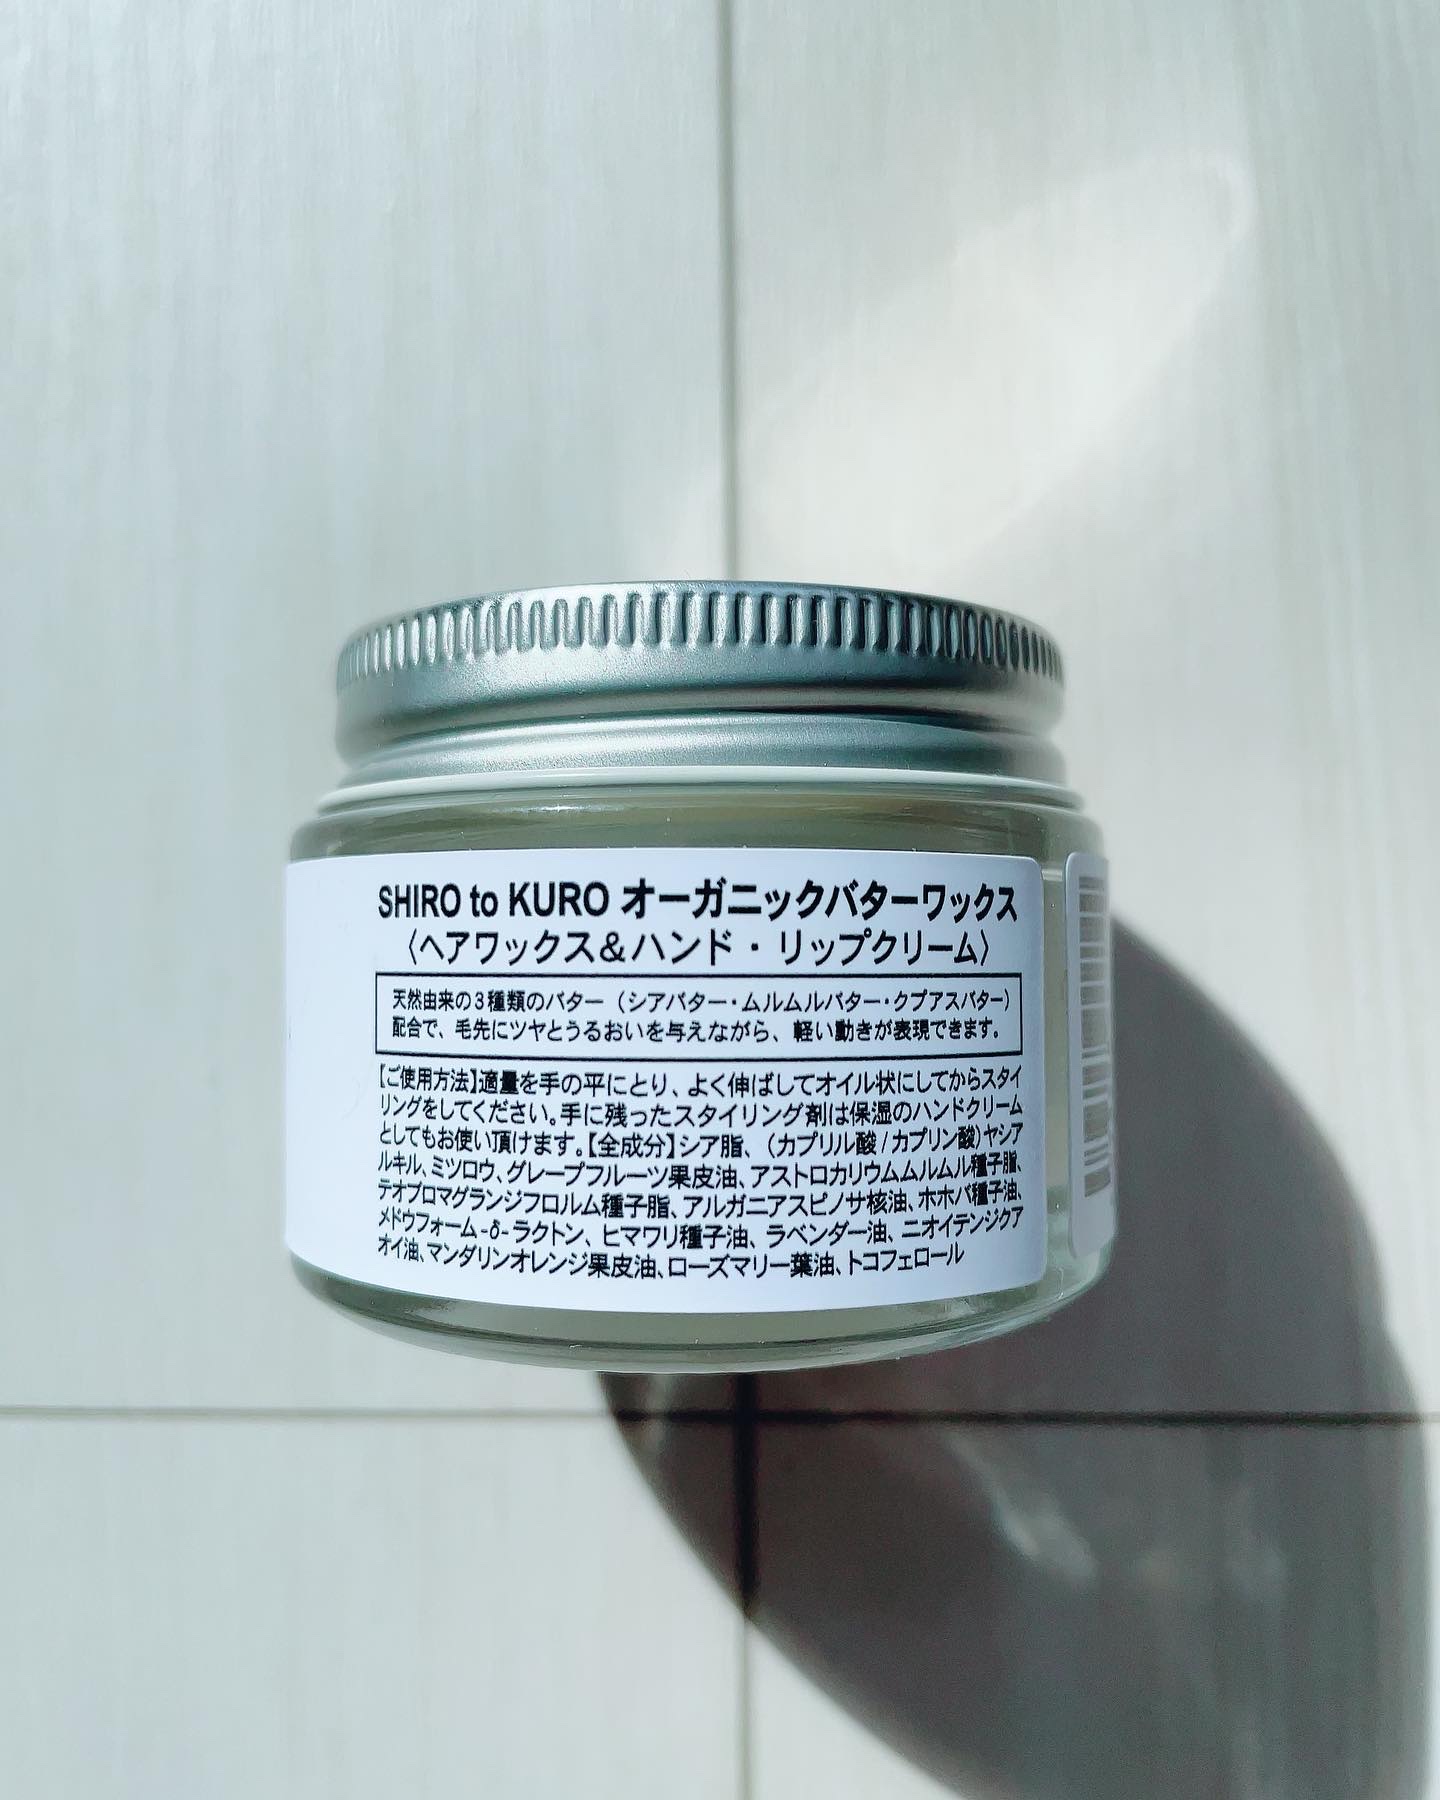 SHIRO to KURO オーガニックバターワックス
〈ヘアワックス＆ハンド・リップクリーム〉
天然由来の3種類のバター（シアバター・ムルムルバター・クプアスバター）
配合で、毛先にツヤとうるおいを与えながら、軽い動きが表現できます。
【ご使用方法】適量を手の平にとり、よく伸ばしてオイル状にしてからスタイ
リングをしてください。手に残ったスタイリング剤は保湿のハンドクリーム
としてもお使い頂けます。【全成分】シア脂、（カプリル酸/カプリン酸）ヤシア
ルキル、ミツロウ、グレープフルーツ果皮油、アストロカリウムムルムル種子脂、
テオブロマグランジフロルム種子脂、アルガニアスピノサ核油、ホホバ種子油、
メドウフォーム-δ-ラクトン、ヒマワリ種子油、ラベンダー油、ニオイテンジクア
オイ油、マンダリンオレンジ果皮油、ローズマリー葉油、トコフェロール